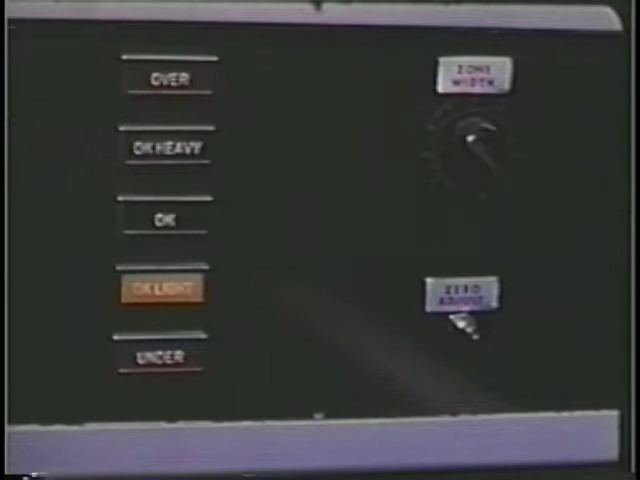 OVER
OK HEAVY
OK
OK LIGHT
UNDER
ZONE
WIDTH
ZERO
ADJUST